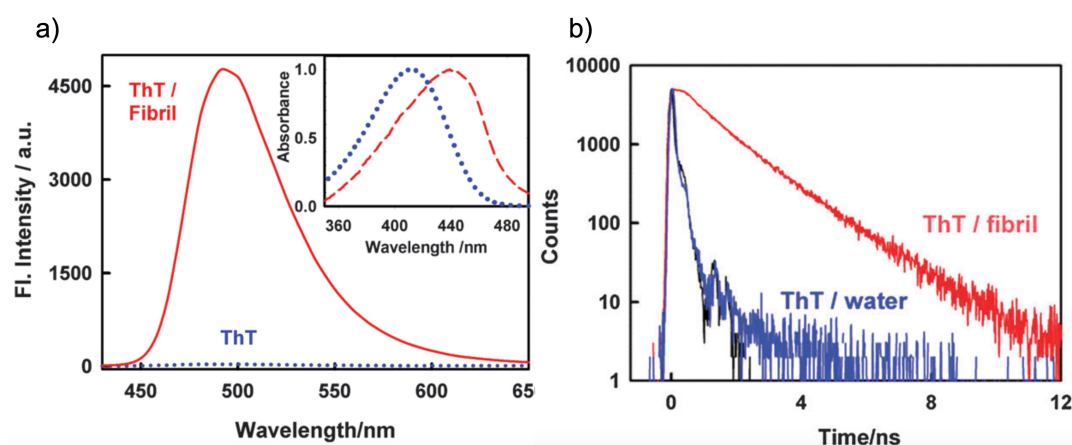 a)
Fl. Intensity / a.u.
4500
3000
1500
0
ThT /
Fibril
ThT
450
500
550
600
65
Wavelength/nm
Absorbance
1.0
0.5
0.0
360
400
440
480
Wavelength /nm
b)
Counts
10000
1000
100
10
1
ThT / fibril
ThT / water
0
4
8
12
Time/ns